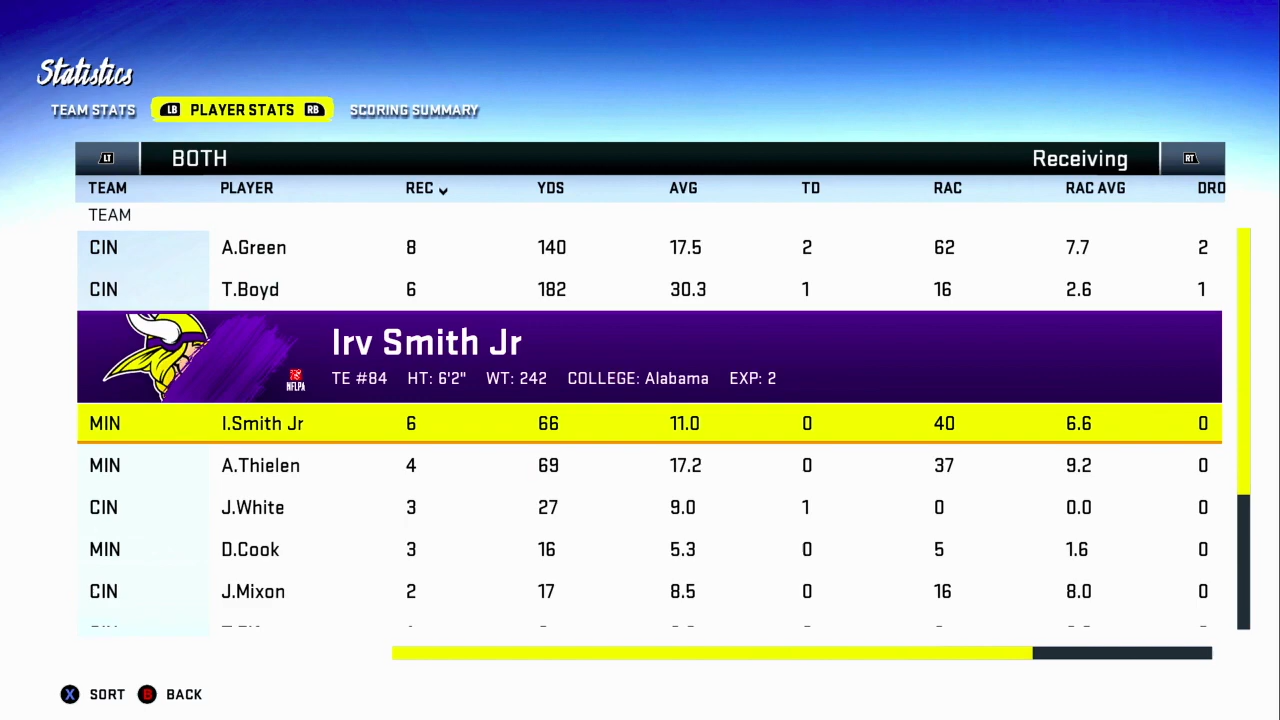 Statistics
TEAM STATS LB PLAYER STATS RB SCORING SUMMARY
LT BOTH Receiving RT
TEAM PLAYER REC YDS AVG TD RAC RAC AVG DRO
TEAM
CIN A.Green 8 140 17.5 2 62 7.7 2
CIN T.Boyd 6 182 30.3 1 16 2.6 1
Irv Smith Jr
NFLPA TE #84 HT: 6'2" WT: 242 COLLEGE: Alabama EXP: 2
MIN I.Smith Jr 6 66 11.0 0 40 6.6 0
MIN A.Thielen 4 69 17.2 0 37 9.2 0
CIN J.White 3 27 9.0 1 0 0.0 0
MIN D.Cook 3 16 5.3 0 5 1.6 0
CIN J.Mixon 2 17 8.5 0 16 8.0 0
X SORT B BACK